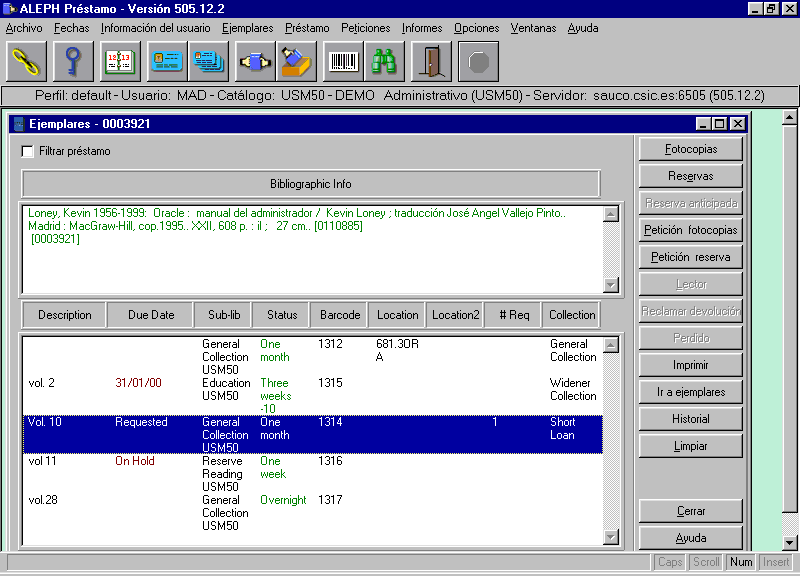 ALEPH Préstamo - Versión 505.12.2
Archivo Fechas Información del usuario Ejemplares Préstamo Peticiones Informes Opciones Ventanas Ayuda
12 13
Perfil: default - Usuario: MAD - Catálogo: USM50 - DEMO Administrativo (USM50) - Servidor: sauco.csic.es:6505 (505.12.2)
Ejemplares - 0003921
Filtrar préstamo
Bibliographic Info
Loney, Kevin 1956-1999: Oracle : manual del administrador / Kevin Loney ; traducción José Angel Vallejo Pinto..
Madrid : MacGraw-Hill, cop.1995.. XXII, 608 p. : il ; 27 cm.. [0110885]
[0003921]
Description Due Date Sub-lib Status Barcode Location Location2 # Req Collection
General One 1312 681.3OR General
Collection month A Collection
USM50
vol. 2 31/01/00 Education Three 1315 Widener
USM50 weeks Collection
-10
Vol. 10 Requested General One 1314 1 Short
Collection month Loan
USM50
vol 11 On Hold Reserve One 1316
Reading week
USM50
vol.28 General Overnight 1317
Collection
USM50
Fotocopias
Reservas
Reserva anticipada
Petición fotocopias
Petición reserva
Lector
Reclamar devolución
Perdido
Imprimir
Ir a ejemplares
Historial
Limpiar
Cerrar
Ayuda
Caps Scroll Num Insert